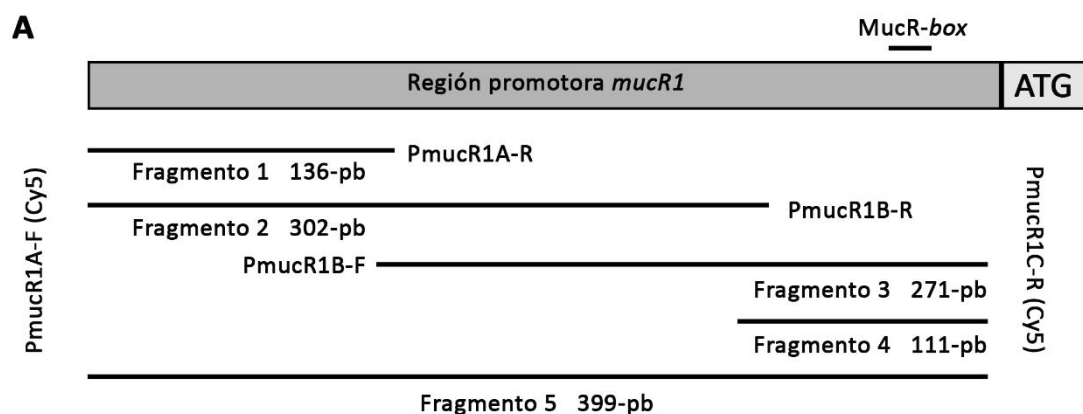 A
MucR-box
Región promotora mucR1
ATG
PmucR1A-F (Cy5)
PmucR1A-R
Fragmento 1 136-pb
PmucR1B-R
Fragmento 2 302-pb
PmucR1B-F
Fragmento 3 271-pb
Fragmento 4 111-pb
Fragmento 5 399-pb
PmucR1C-R (Cy5)